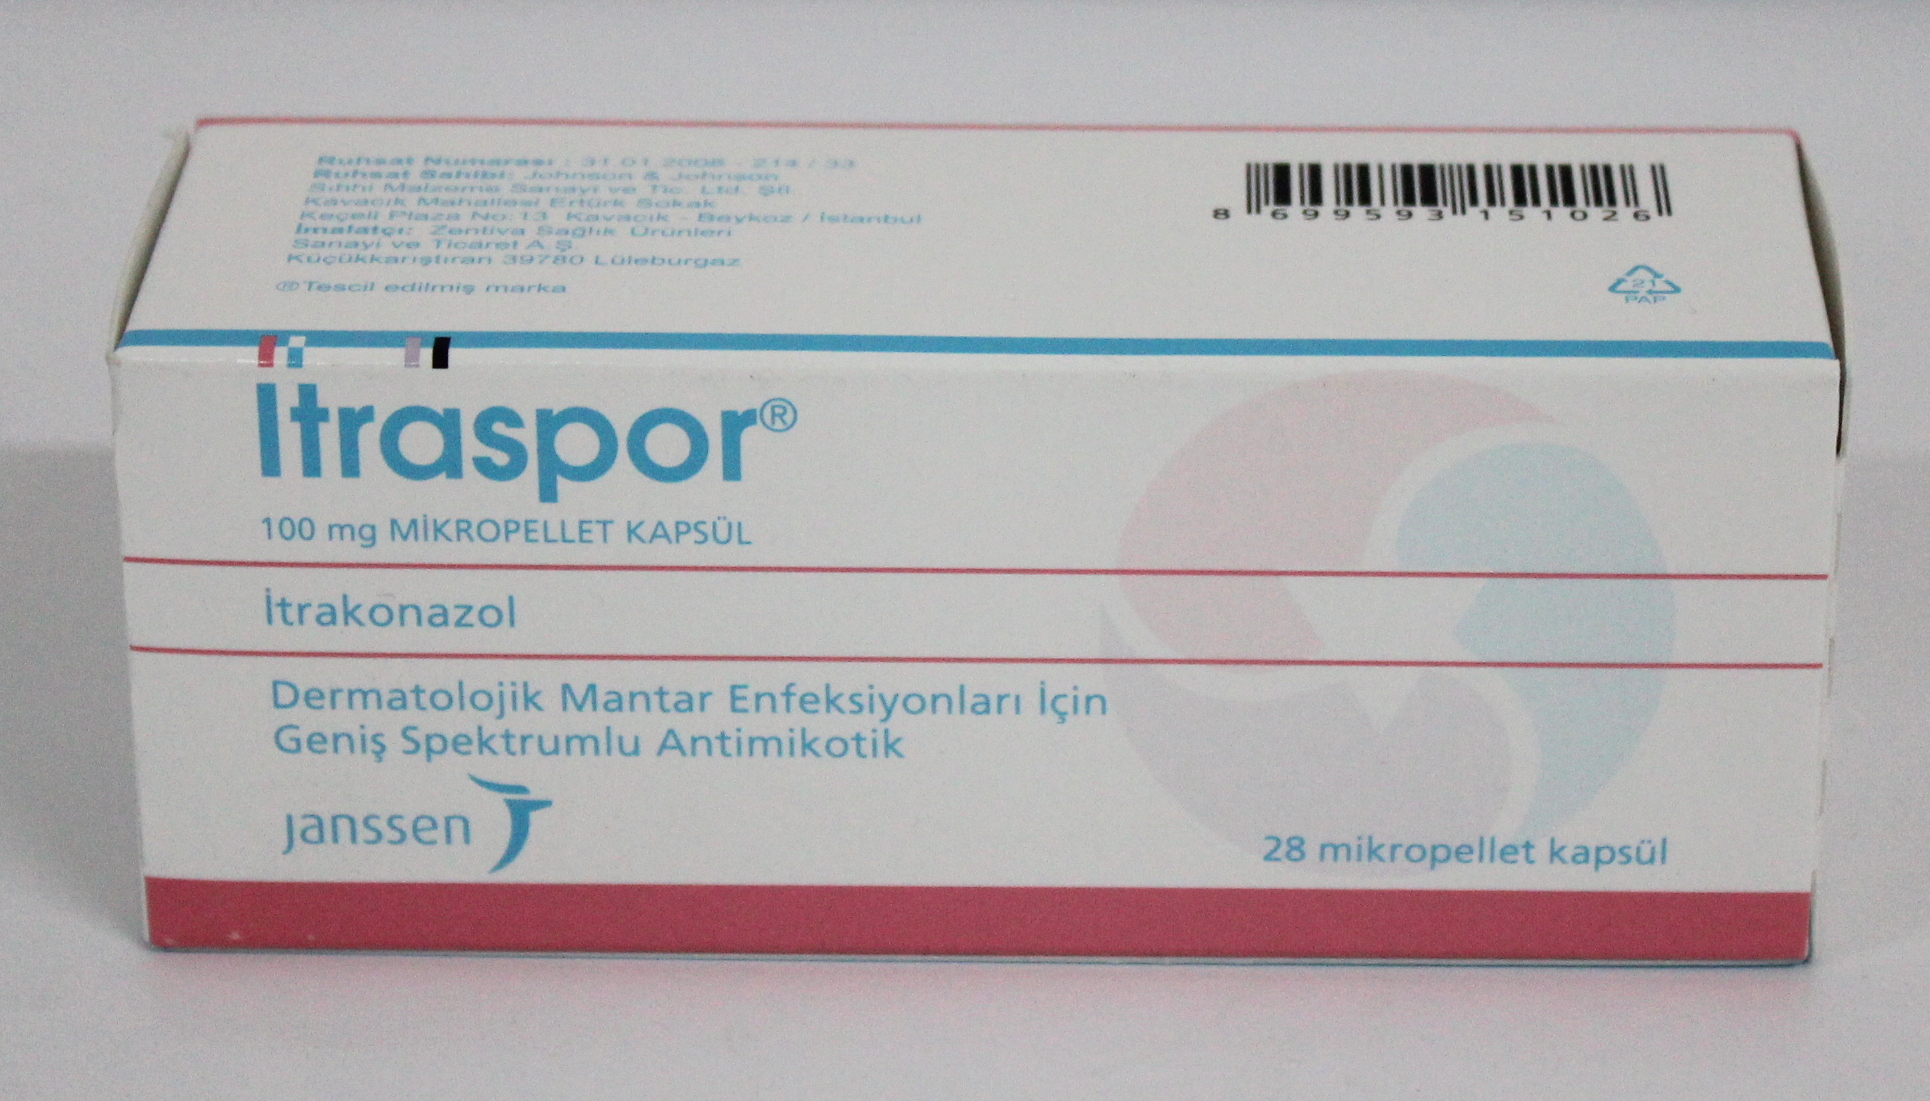 Ruhsat Numarası : 31.01.2008 - 214 / 33
Ruhsat Sahibi: Johnson & Johnson
Sıhhi Malzeme Sanayi ve Tic. Ltd. Şti.
Kavacık Mahallesi Ertürk Sokak
Keçeli Plaza No:13 Kavacık - Beykoz / İstanbul
İmalatçı: Zentiva Sağlık Ürünleri
Sanayi ve Ticaret A.Ş.
Küçükkarıştıran 39780 Lüleburgaz
® Tescil edilmiş marka
8 699593 151026
21
PAP
Itraspor®
100 mg MİKROPELLET KAPSÜL
İtrakonazol
Dermatolojik Mantar Enfeksiyonları İçin
Geniş Spektrumlu Antimikotik
janssen
28 mikropellet kapsül